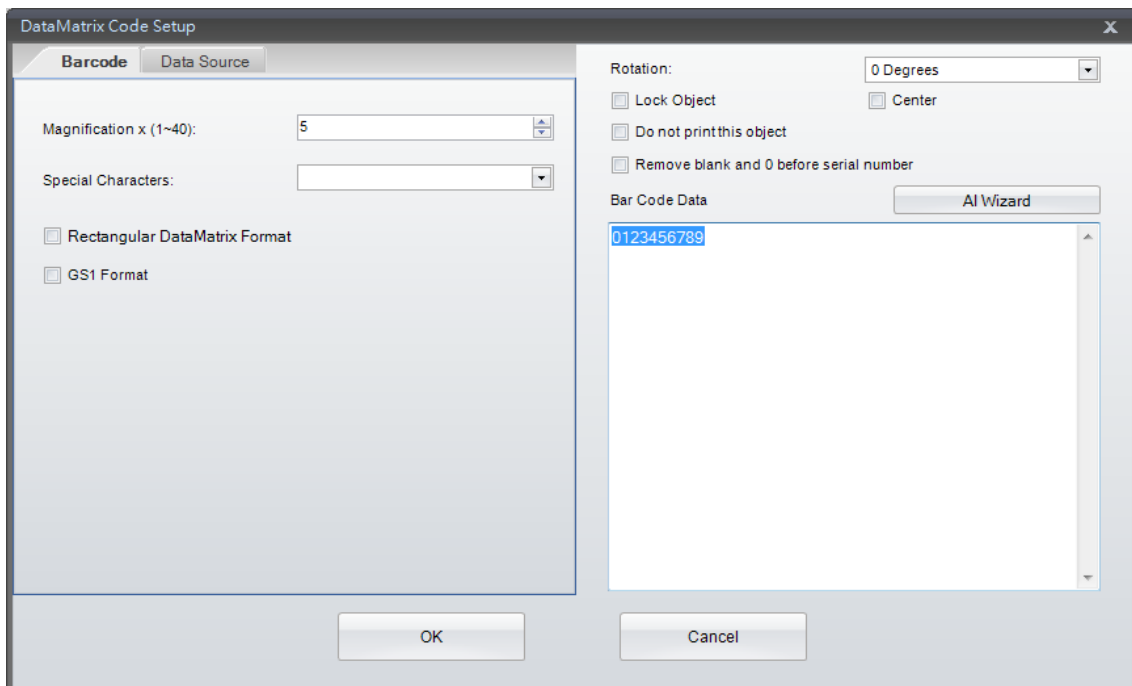 DataMatrix Code Setup
X
Barcode
Data Source
Magnification x (1~40):
5
Special Characters:
Rectangular DataMatrix Format
GS1 Format
Rotation:
0 Degrees
Lock Object
Center
Do not print this object
Remove blank and 0 before serial number
Bar Code Data
AI Wizard
0123456789
OK
Cancel